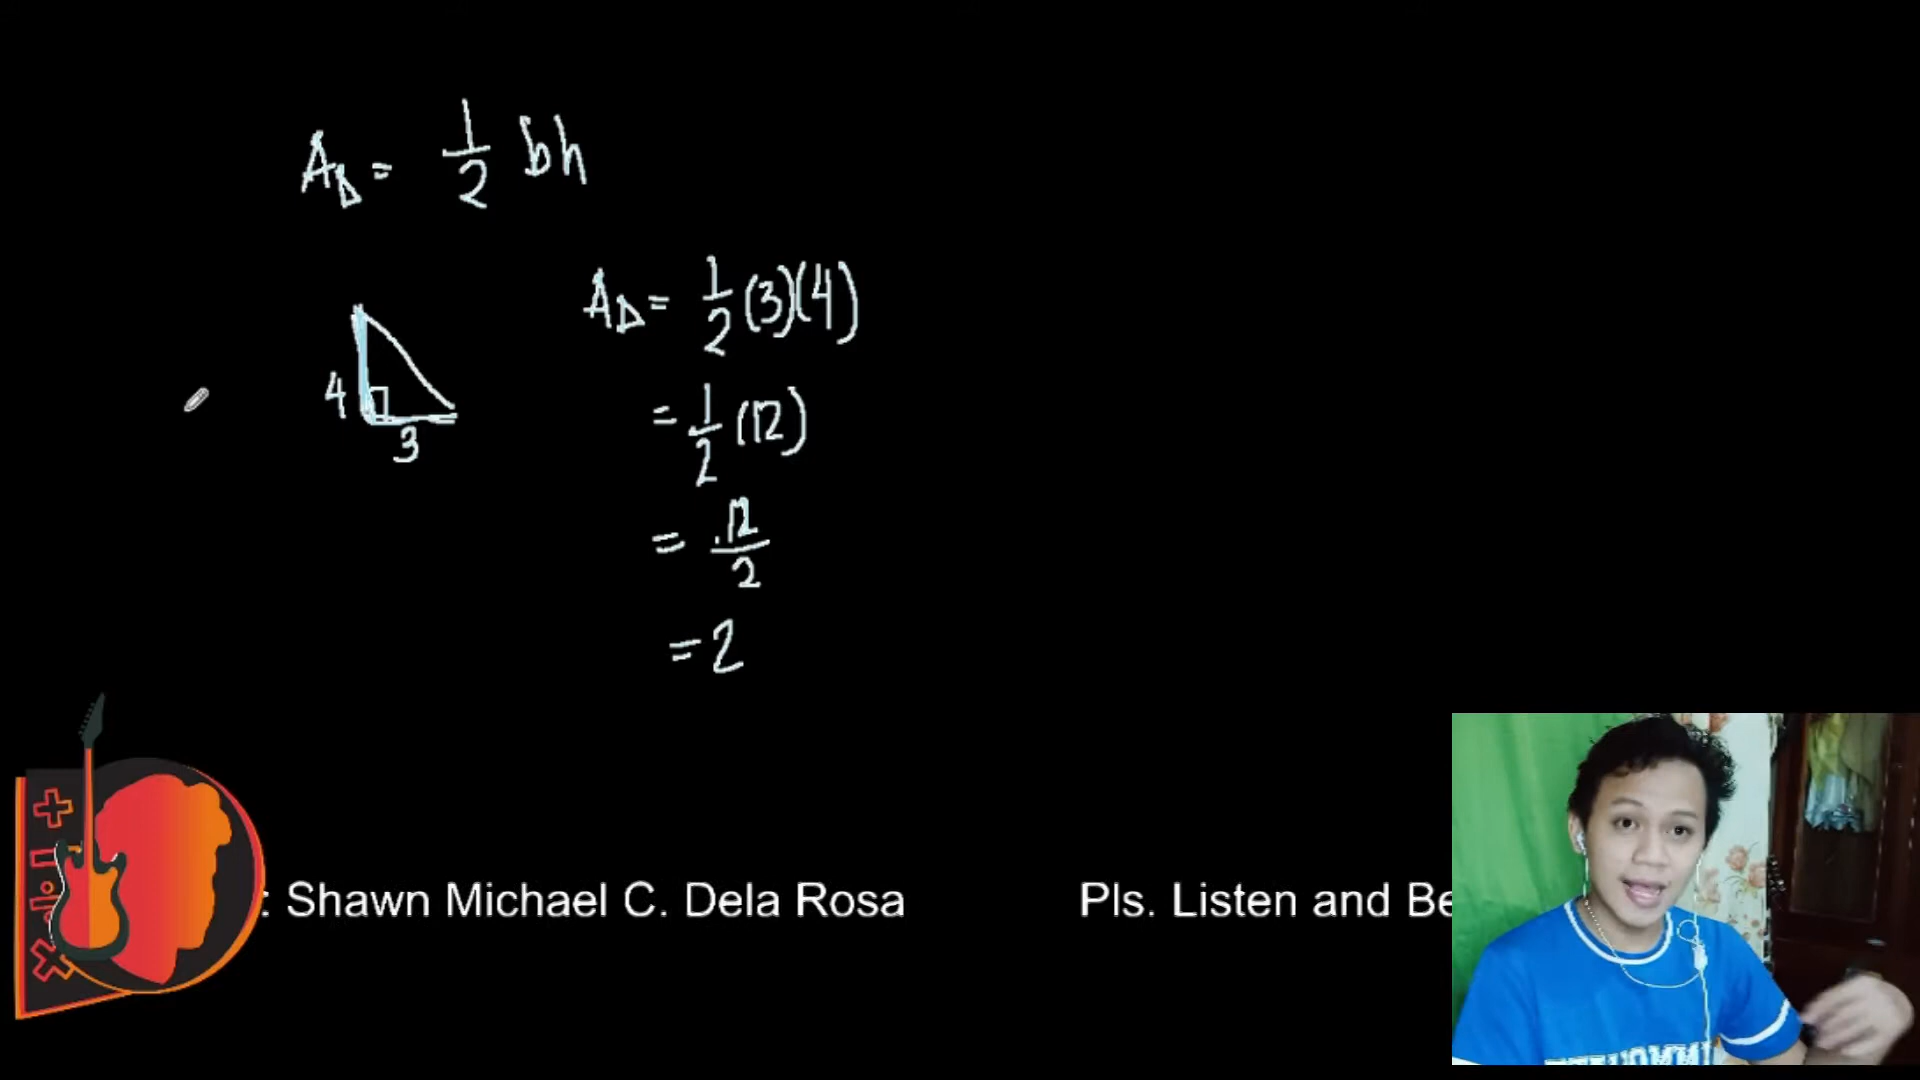 A△ = 1/2 bh
A△ = 1/2 (3)(4)
4
3
= 1/2 (12)
= .12/2
= 2
: Shawn Michael C. Dela Rosa
Pls. Listen and Be